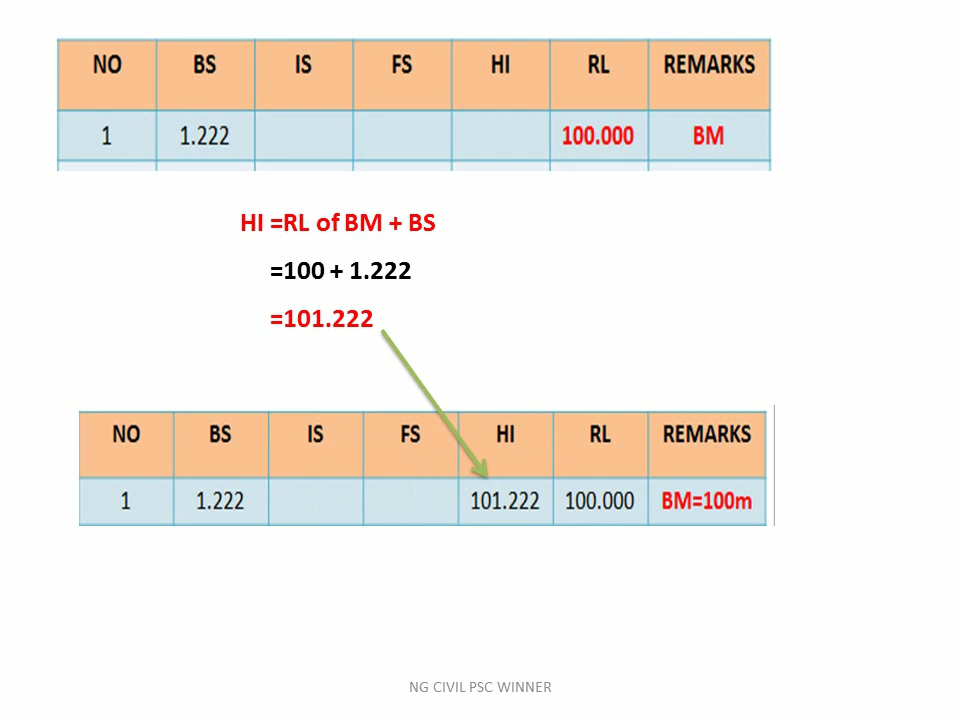 NO BS IS FS HI RL REMARKS
1 1.222 100.000 BM
HI =RL of BM + BS
=100 + 1.222
=101.222
NO BS IS FS HI RL REMARKS
1 1.222 101.222 100.000 BM=100m
NG CIVIL PSC WINNER